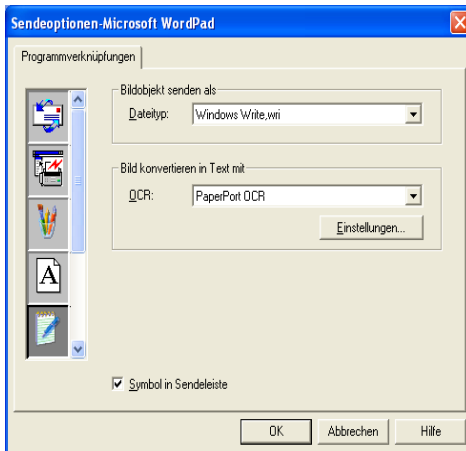 Sendeoptionen-Microsoft WordPad
Programmverknüpfungen
Bildobjekt senden als
Dateityp: Windows Write,wri
Bild konvertieren in Text mit
OCR: PaperPort OCR
Einstellungen...
A
Symbol in Sendeleiste
OK Abbrechen Hilfe